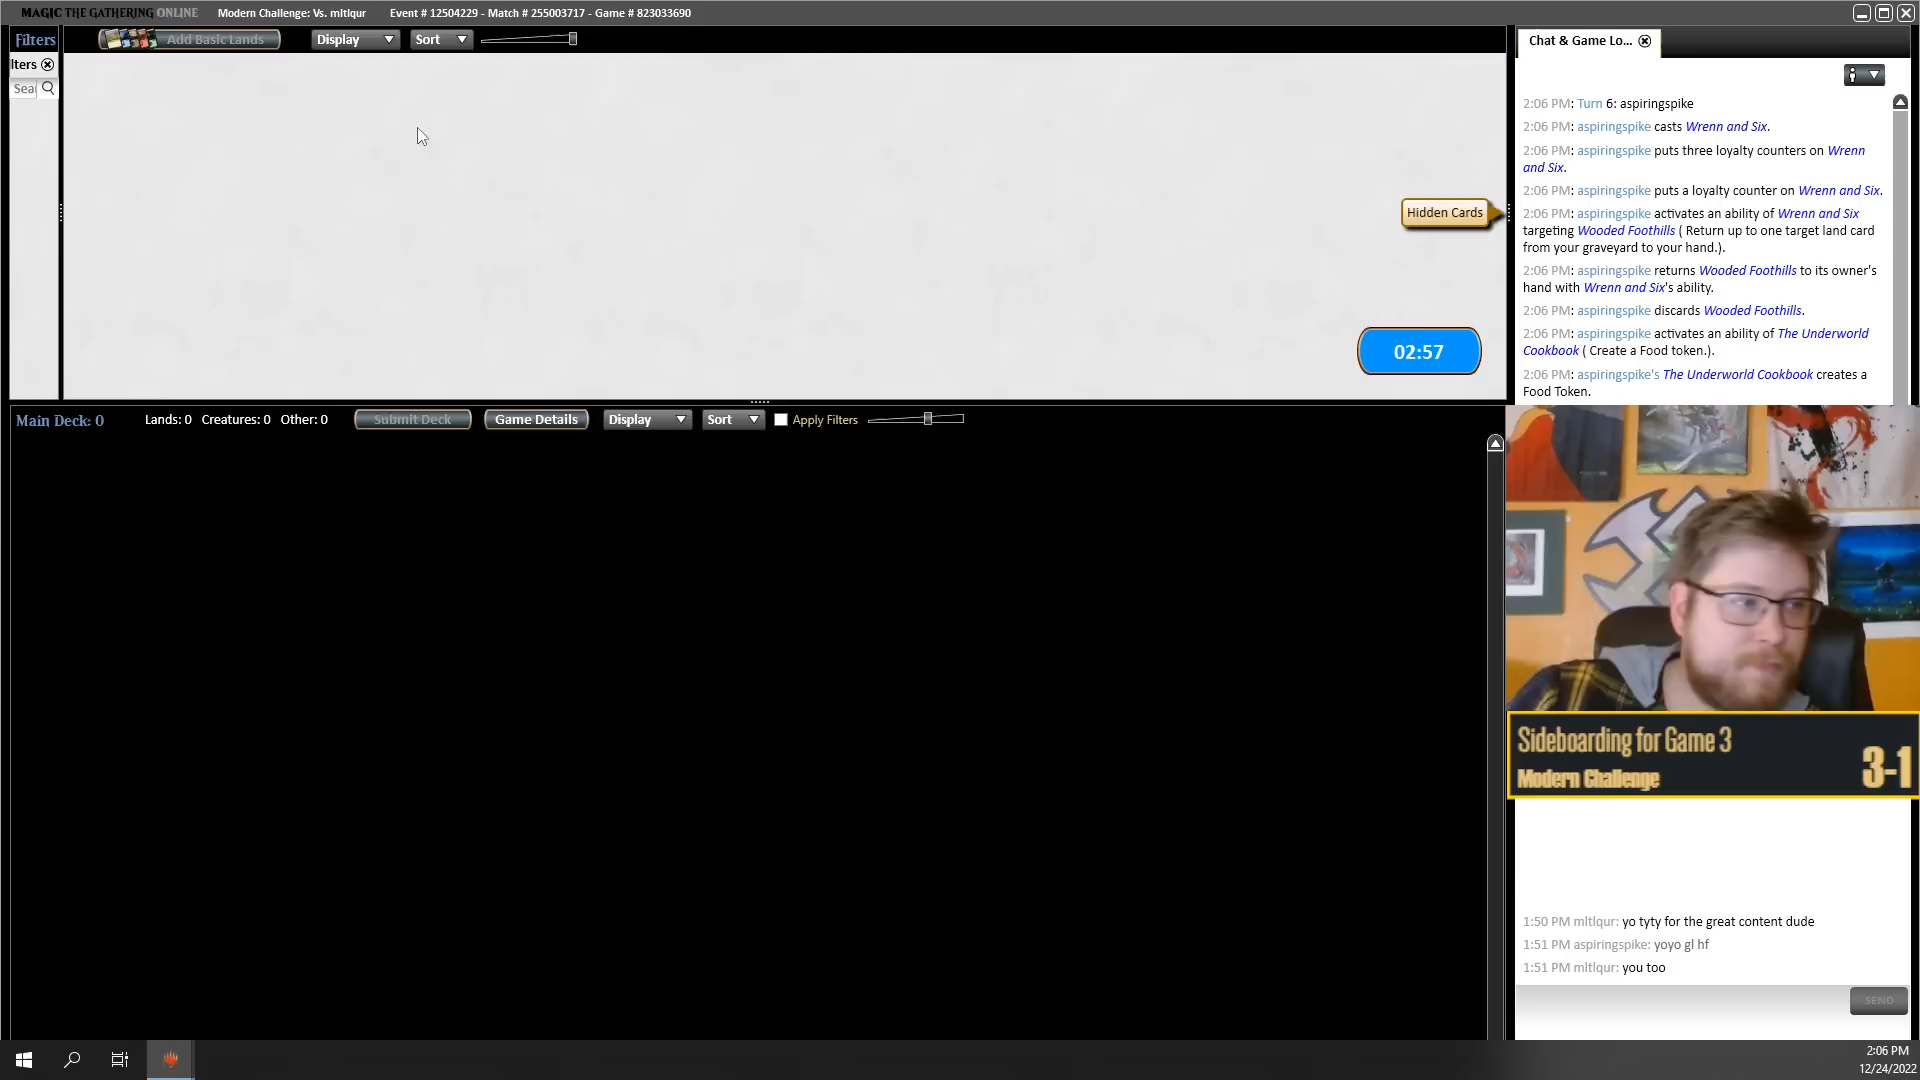 MAGIC THE GATHERING ONLINE Modern Challenge: Vs. mltlqur Event # 12504229 - Match # 255003717 - Game # 823033690
Filters Add Basic Lands Display Sort
lters
Sea
Hidden Cards
02:57
Main Deck: 0 Lands: 0 Creatures: 0 Other: 0 Submit Deck Game Details Display Sort Apply Filters
Chat & Game Lo...
2:06 PM: Turn 6: aspiringspike
2:06 PM: aspiringspike casts Wrenn and Six.
2:06 PM: aspiringspike puts three loyalty counters on Wrenn
and Six.
2:06 PM: aspiringspike puts a loyalty counter on Wrenn and Six.
2:06 PM: aspiringspike activates an ability of Wrenn and Six
targeting Wooded Foothills ( Return up to one target land card
from your graveyard to your hand.).
2:06 PM: aspiringspike returns Wooded Foothills to its owner's
hand with Wrenn and Six's ability.
2:06 PM: aspiringspike discards Wooded Foothills.
2:06 PM: aspiringspike activates an ability of The Underworld
Cookbook ( Create a Food token.).
2:06 PM: aspiringspike's The Underworld Cookbook creates a
Food Token.
Sideboarding for Game 3
Modern Challenge 3-1
1:50 PM mltlqur: yo tyty for the great content dude
1:51 PM aspiringspike: yoyo gl hf
1:51 PM mltlqur: you too
SEND
2:06 PM
12/24/2022